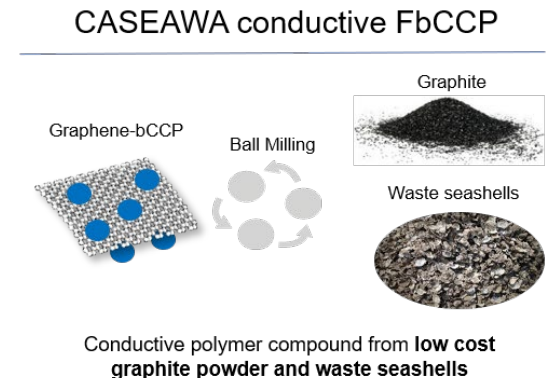 CASEAWA conductive FbCCP
Graphite
Graphene-bCCP
Ball Milling
Waste seashells
Conductive polymer compound from low cost
graphite powder and waste seashells